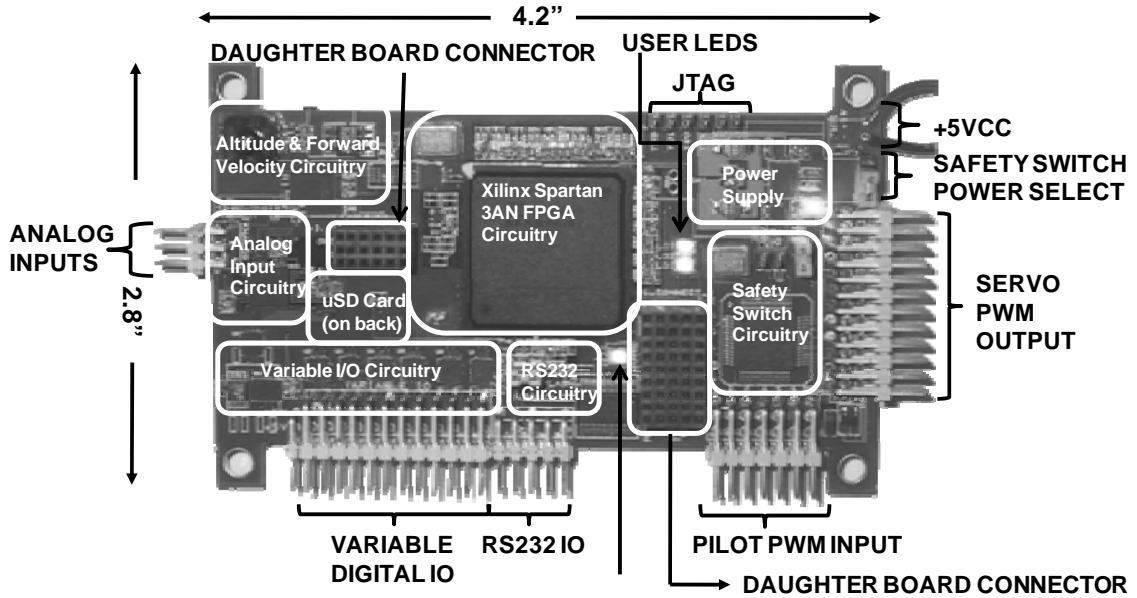 4.2”
DAUGHTER BOARD CONNECTOR
USER LEDS
JTAG
+5VCC
SAFETY SWITCH
POWER SELECT
Altitude & Forward
Velocity Circuitry
Xilinx Spartan
3AN FPGA
Circuitry
Power
Supply
ANALOG
INPUTS
Analog
Input
Circuitry
2.8”
uSD Card
(on back)
Safety
Switch
Circuitry
SERVO
PWM
OUTPUT
Variable I/O Circuitry
RS232
Circuitry
VARIABLE
DIGITAL IO
RS232 IO
PILOT PWM INPUT
DAUGHTER BOARD CONNECTOR